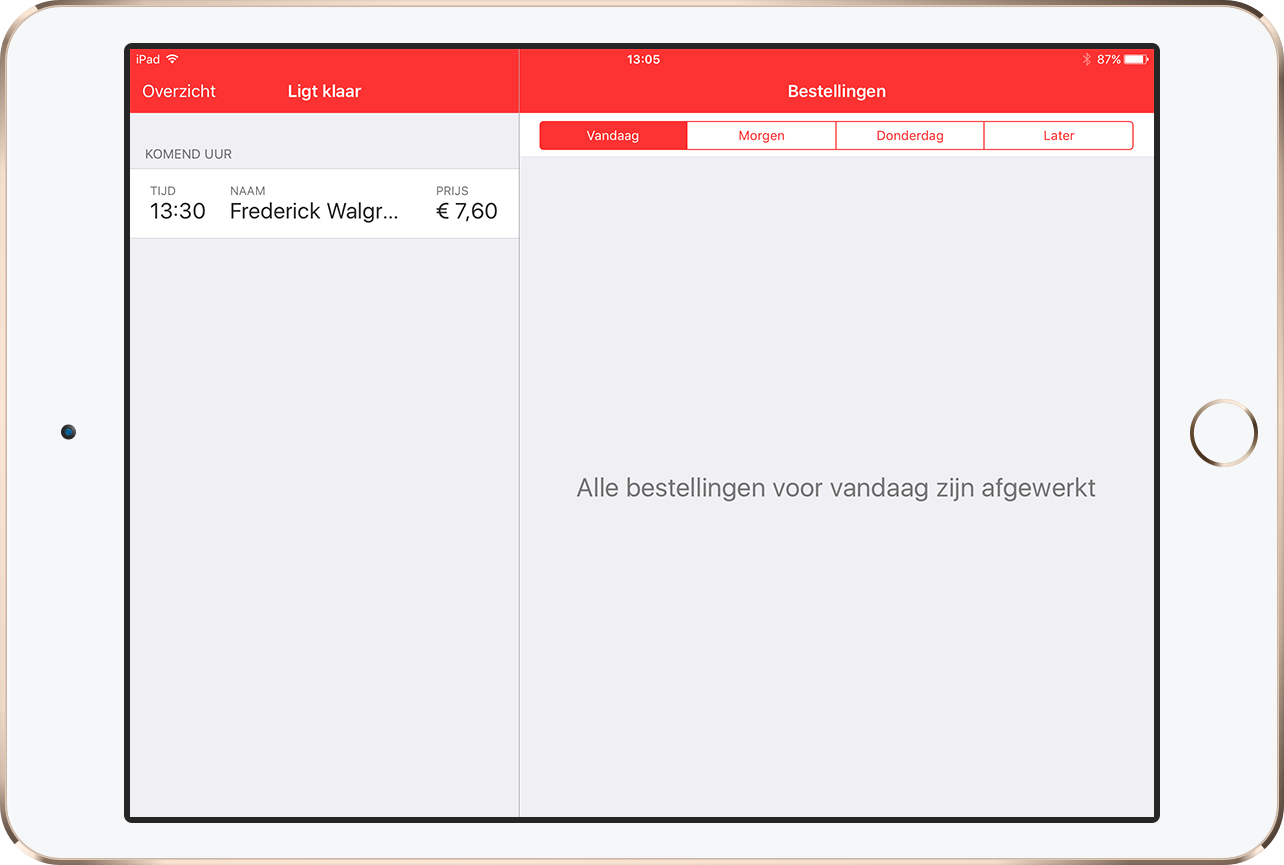 iPad 13:05 87%
Overzicht Ligt klaar Bestellingen
Vandaag Morgen Donderdag Later
KOMEND UUR
TIJD NAAM PRIJS
13:30 Frederick Walgr... € 7,60
Alle bestellingen voor vandaag zijn afgewerkt